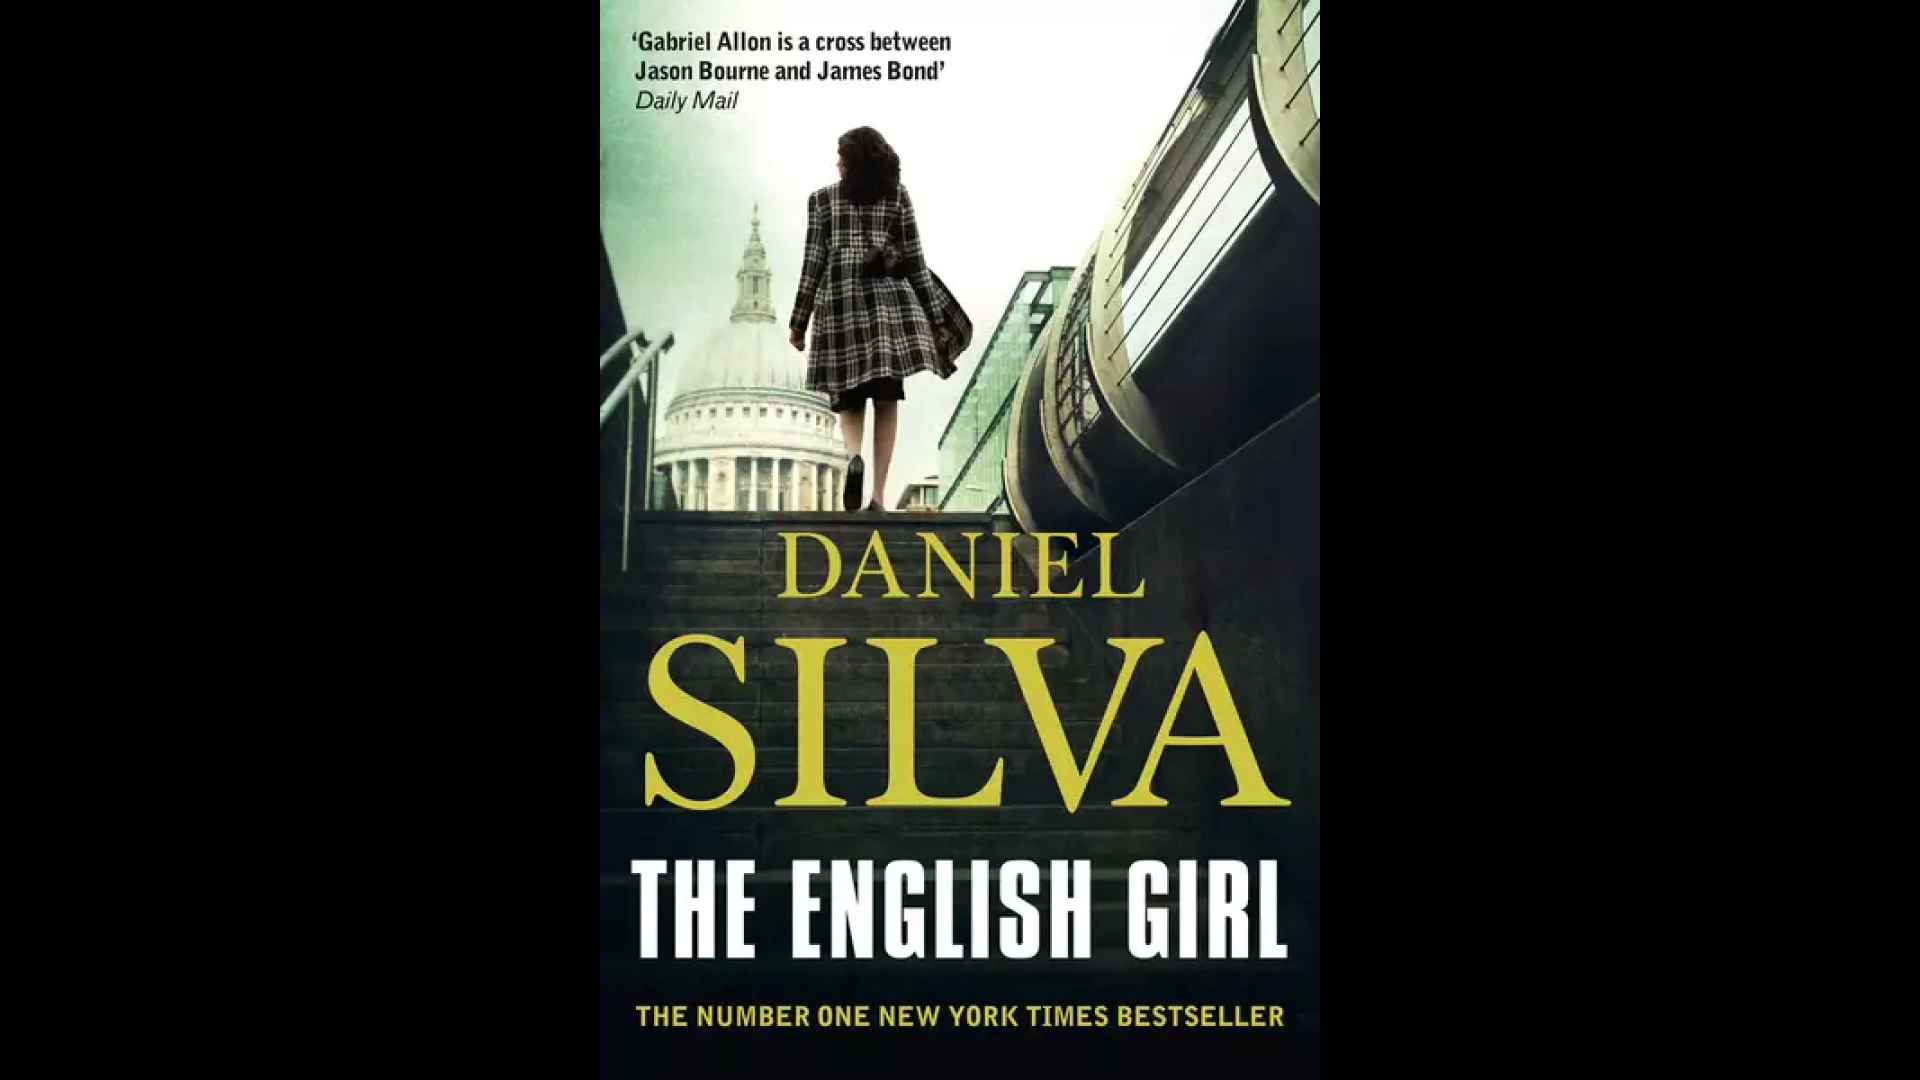 ‘Gabriel Allon is a cross between
Jason Bourne and James Bond’
Daily Mail
DANIEL
SILVA
THE ENGLISH GIRL
THE NUMBER ONE NEW YORK TIMES BESTSELLER